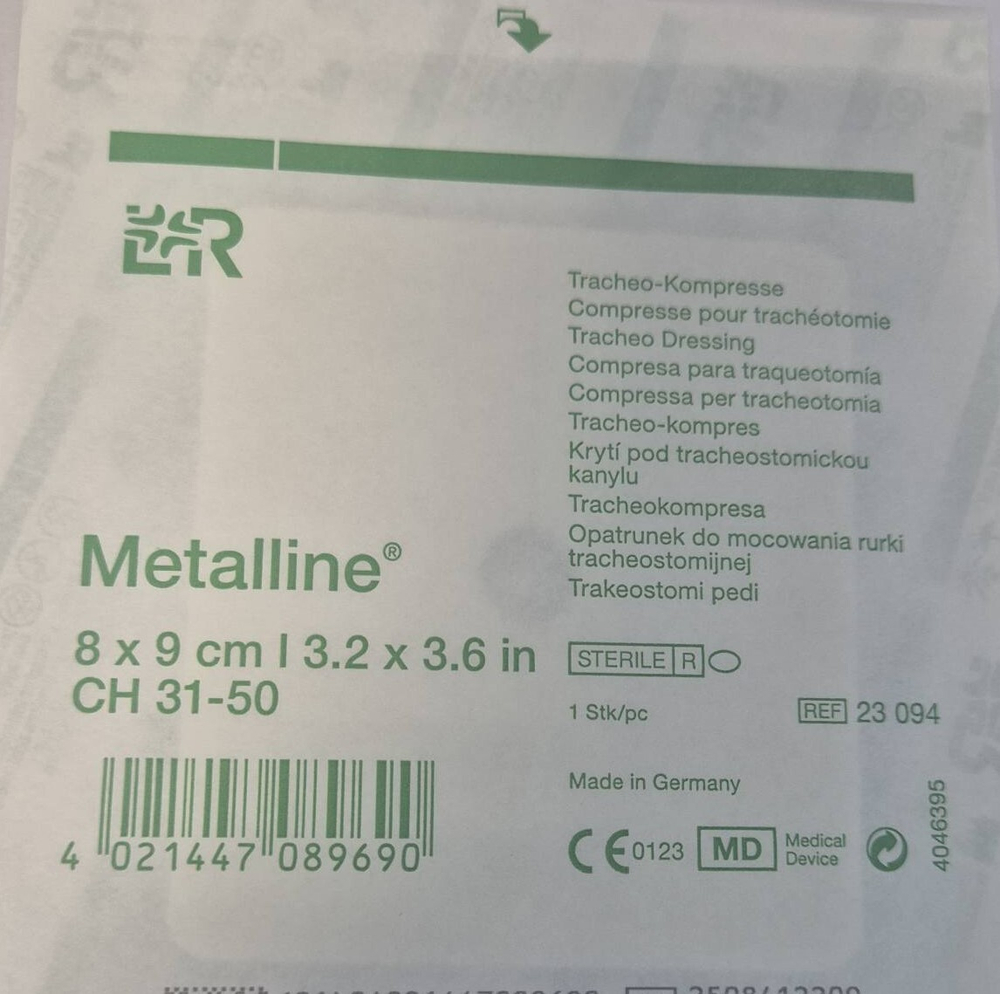 L&R
Tracheo-Kompresse
Compresse pour trachéotomie
Tracheo Dressing
Compresa para traqueotomía
Compressa per tracheotomia
Tracheo-kompres
Krytí pod tracheostomickou
kanylu
Tracheokompresa
Opatrunek do mocowania rurki
tracheostomijnej
Trakeostomi pedi
Metalline®
8 x 9 cm | 3.2 x 3.6 in
CH 31-50
STERILE R
1 Stk/pc
REF 23 094
Made in Germany
CE 0123 MD Medical
Device
4046395
4 021447 089690